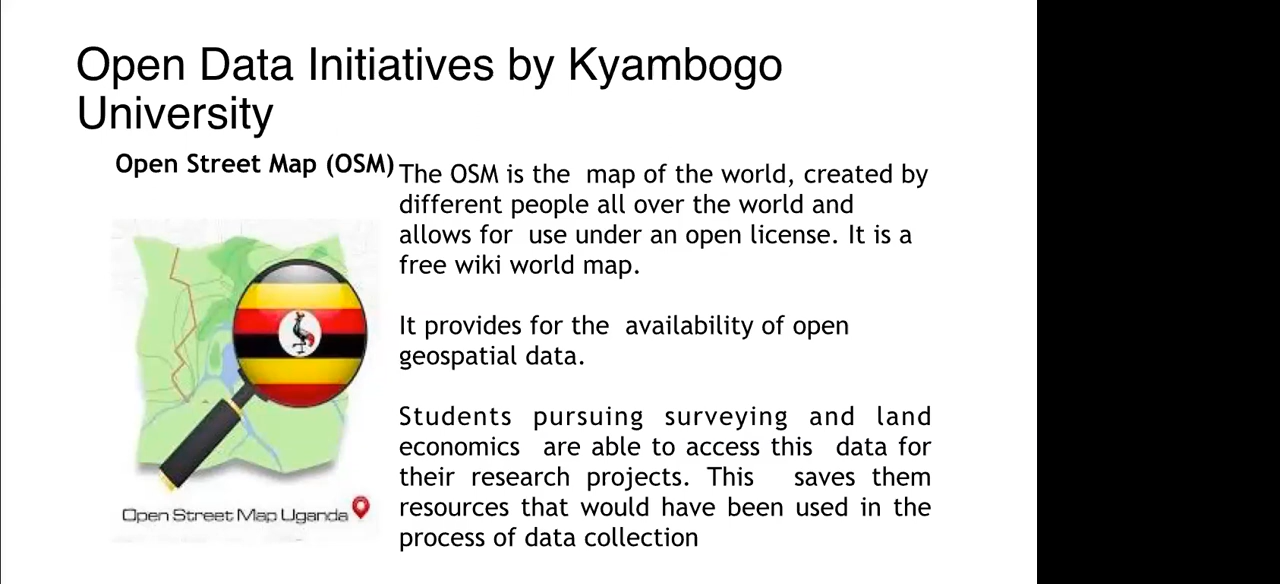 Open Data Initiatives by Kyambogo
University
Open Street Map (OSM)
The OSM is the map of the world, created by
different people all over the world and
allows for use under an open license. It is a
free wiki world map.
It provides for the availability of open
geospatial data.
Students pursuing surveying and land
economics are able to access this data for
their research projects. This saves them
resources that would have been used in the
process of data collection
Open Street Map Uganda